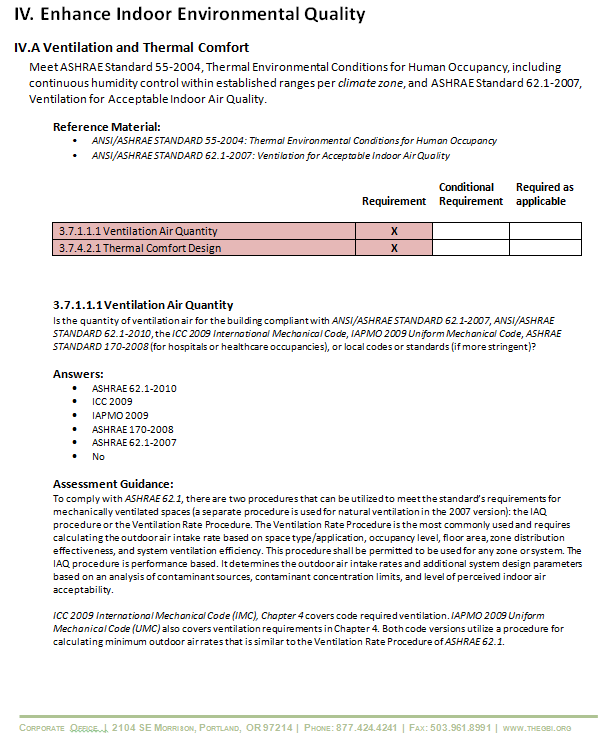 IV. Enhance Indoor Environmental Quality
IV.A Ventilation and Thermal Comfort
Meet ASHRAE Standard 55-2004, Thermal Environmental Conditions for Human Occupancy, including
continuous humidity control within established ranges per climate zone, and ASHRAE Standard 62.1-2007,
Ventilation for Acceptable Indoor Air Quality.
Reference Material:
• ANSI/ASHRAE STANDARD 55-2004: Thermal Environmental Conditions for Human Occupancy
• ANSI/ASHRAE STANDARD 62.1-2007: Ventilation for Acceptable Indoor Air Quality
Conditional Required as
Requirement Requirement applicable
3.7.1.1.1 Ventilation Air Quantity X
3.7.4.2.1 Thermal Comfort Design X
3.7.1.1.1 Ventilation Air Quantity
Is the quantity of ventilation air for the building compliant with ANSI/ASHRAE STANDARD 62.1-2007, ANSI/ASHRAE
STANDARD 62.1-2010, the ICC 2009 International Mechanical Code, IAPMO 2009 Uniform Mechanical Code, ASHRAE
STANDARD 170-2008 (for hospitals or healthcare occupancies), or local codes or standards (if more stringent)?
Answers:
• ASHRAE 62.1-2010
• ICC 2009
• IAPMO 2009
• ASHRAE 170-2008
• ASHRAE 62.1-2007
• No
Assessment Guidance:
To comply with ASHRAE 62.1, there are two procedures that can be utilized to meet the standard's requirements for
mechanically ventilated spaces (a separate procedure is used for natural ventilation in the 2007 version): the IAQ
procedure or the Ventilation Rate Procedure. The Ventilation Rate Procedure is the most commonly used and requires
calculating the outdoor air intake rate based on space type/application, occupancy level, floor area, zone distribution
effectiveness, and system ventilation efficiency. This procedure shall be permitted to be used for any zone or system. The
IAQ procedure is performance based. It determines the outdoor air intake rates and additional system design parameters
based on an analysis of contaminant sources, contaminant concentration limits, and level of perceived indoor air
acceptability.
ICC 2009 International Mechanical Code (IMC), Chapter 4 covers code required ventilation. IAPMO 2009 Uniform
Mechanical Code (UMC) also covers ventilation requirements in Chapter 4. Both code versions utilize a procedure for
calculating minimum outdoor air rates that is similar to the Ventilation Rate Procedure of ASHRAE 62.1.
CORPORATE OFFICE | 2104 SE MORRISON, PORTLAND, OR 97214 | PHONE: 877.424.4241 | FAX: 503.961.8991 | WWW.THEGBI.ORG